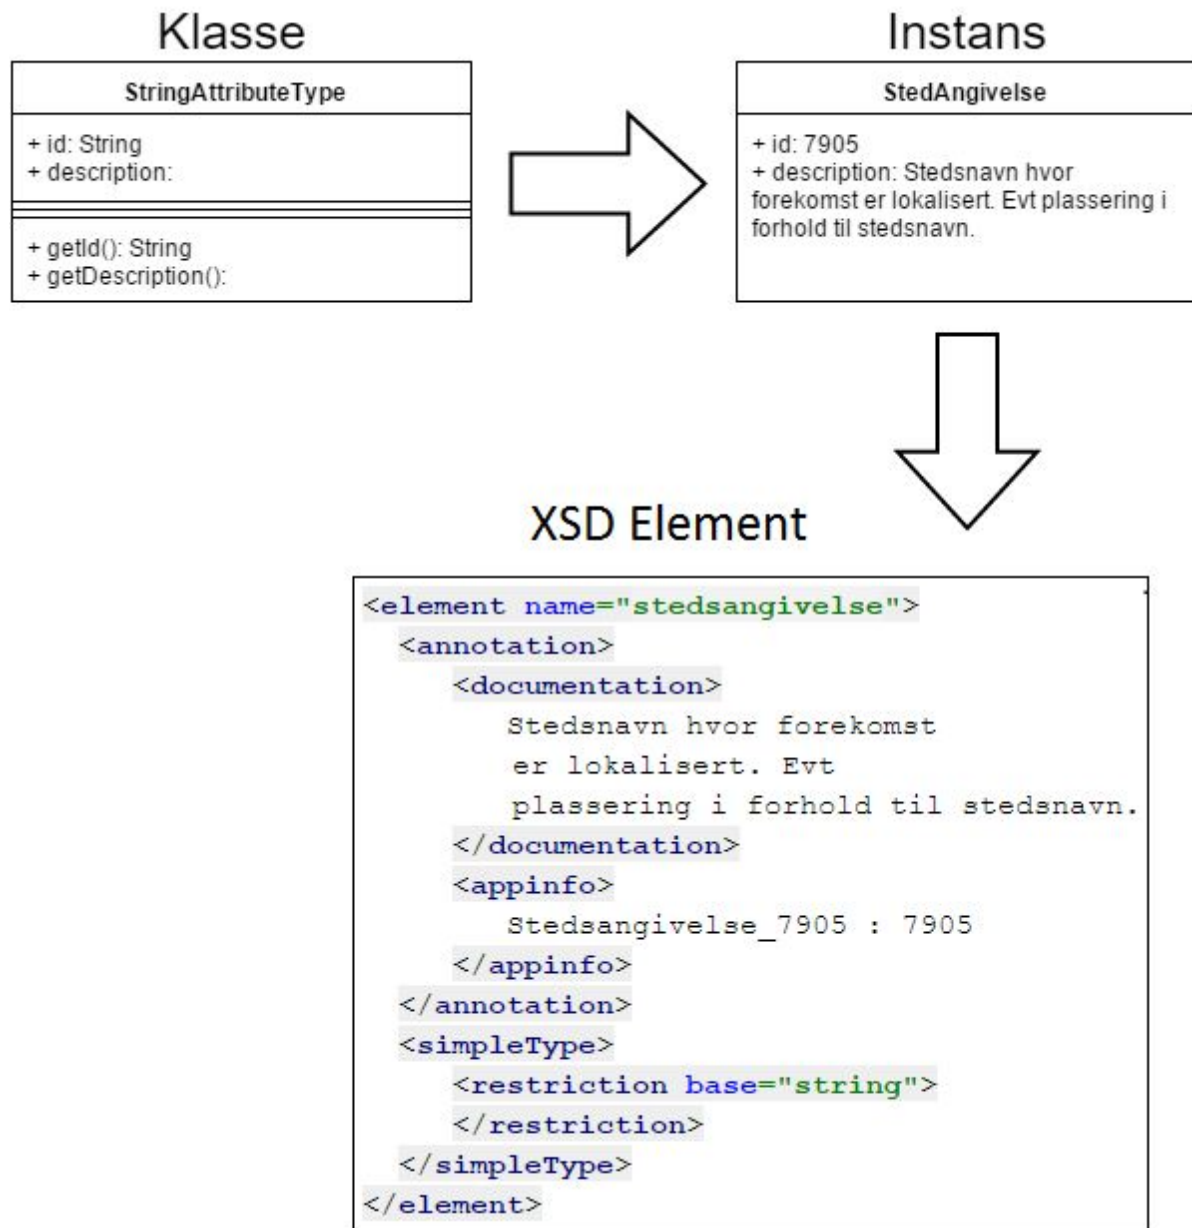 Klasse
StringAttributeType
+ id: String
+ description:
+ getId(): String
+ getDescription():
Instans
StedAngivelse
+ id: 7905
+ description: Stedsnavn hvor
forekomst er lokalisert. Evt plassering i
forhold til stedsnavn.
XSD Element
<element name="stedsangivelse">
<annotation>
<documentation>
Stedsnavn hvor forekomst
er lokalisert. Evt
plassering i forhold til stedsnavn.
</documentation>
<appinfo>
Stedsangivelse_7905 : 7905
</appinfo>
</annotation>
<simpleType>
<restriction base="string">
</restriction>
</simpleType>
</element>